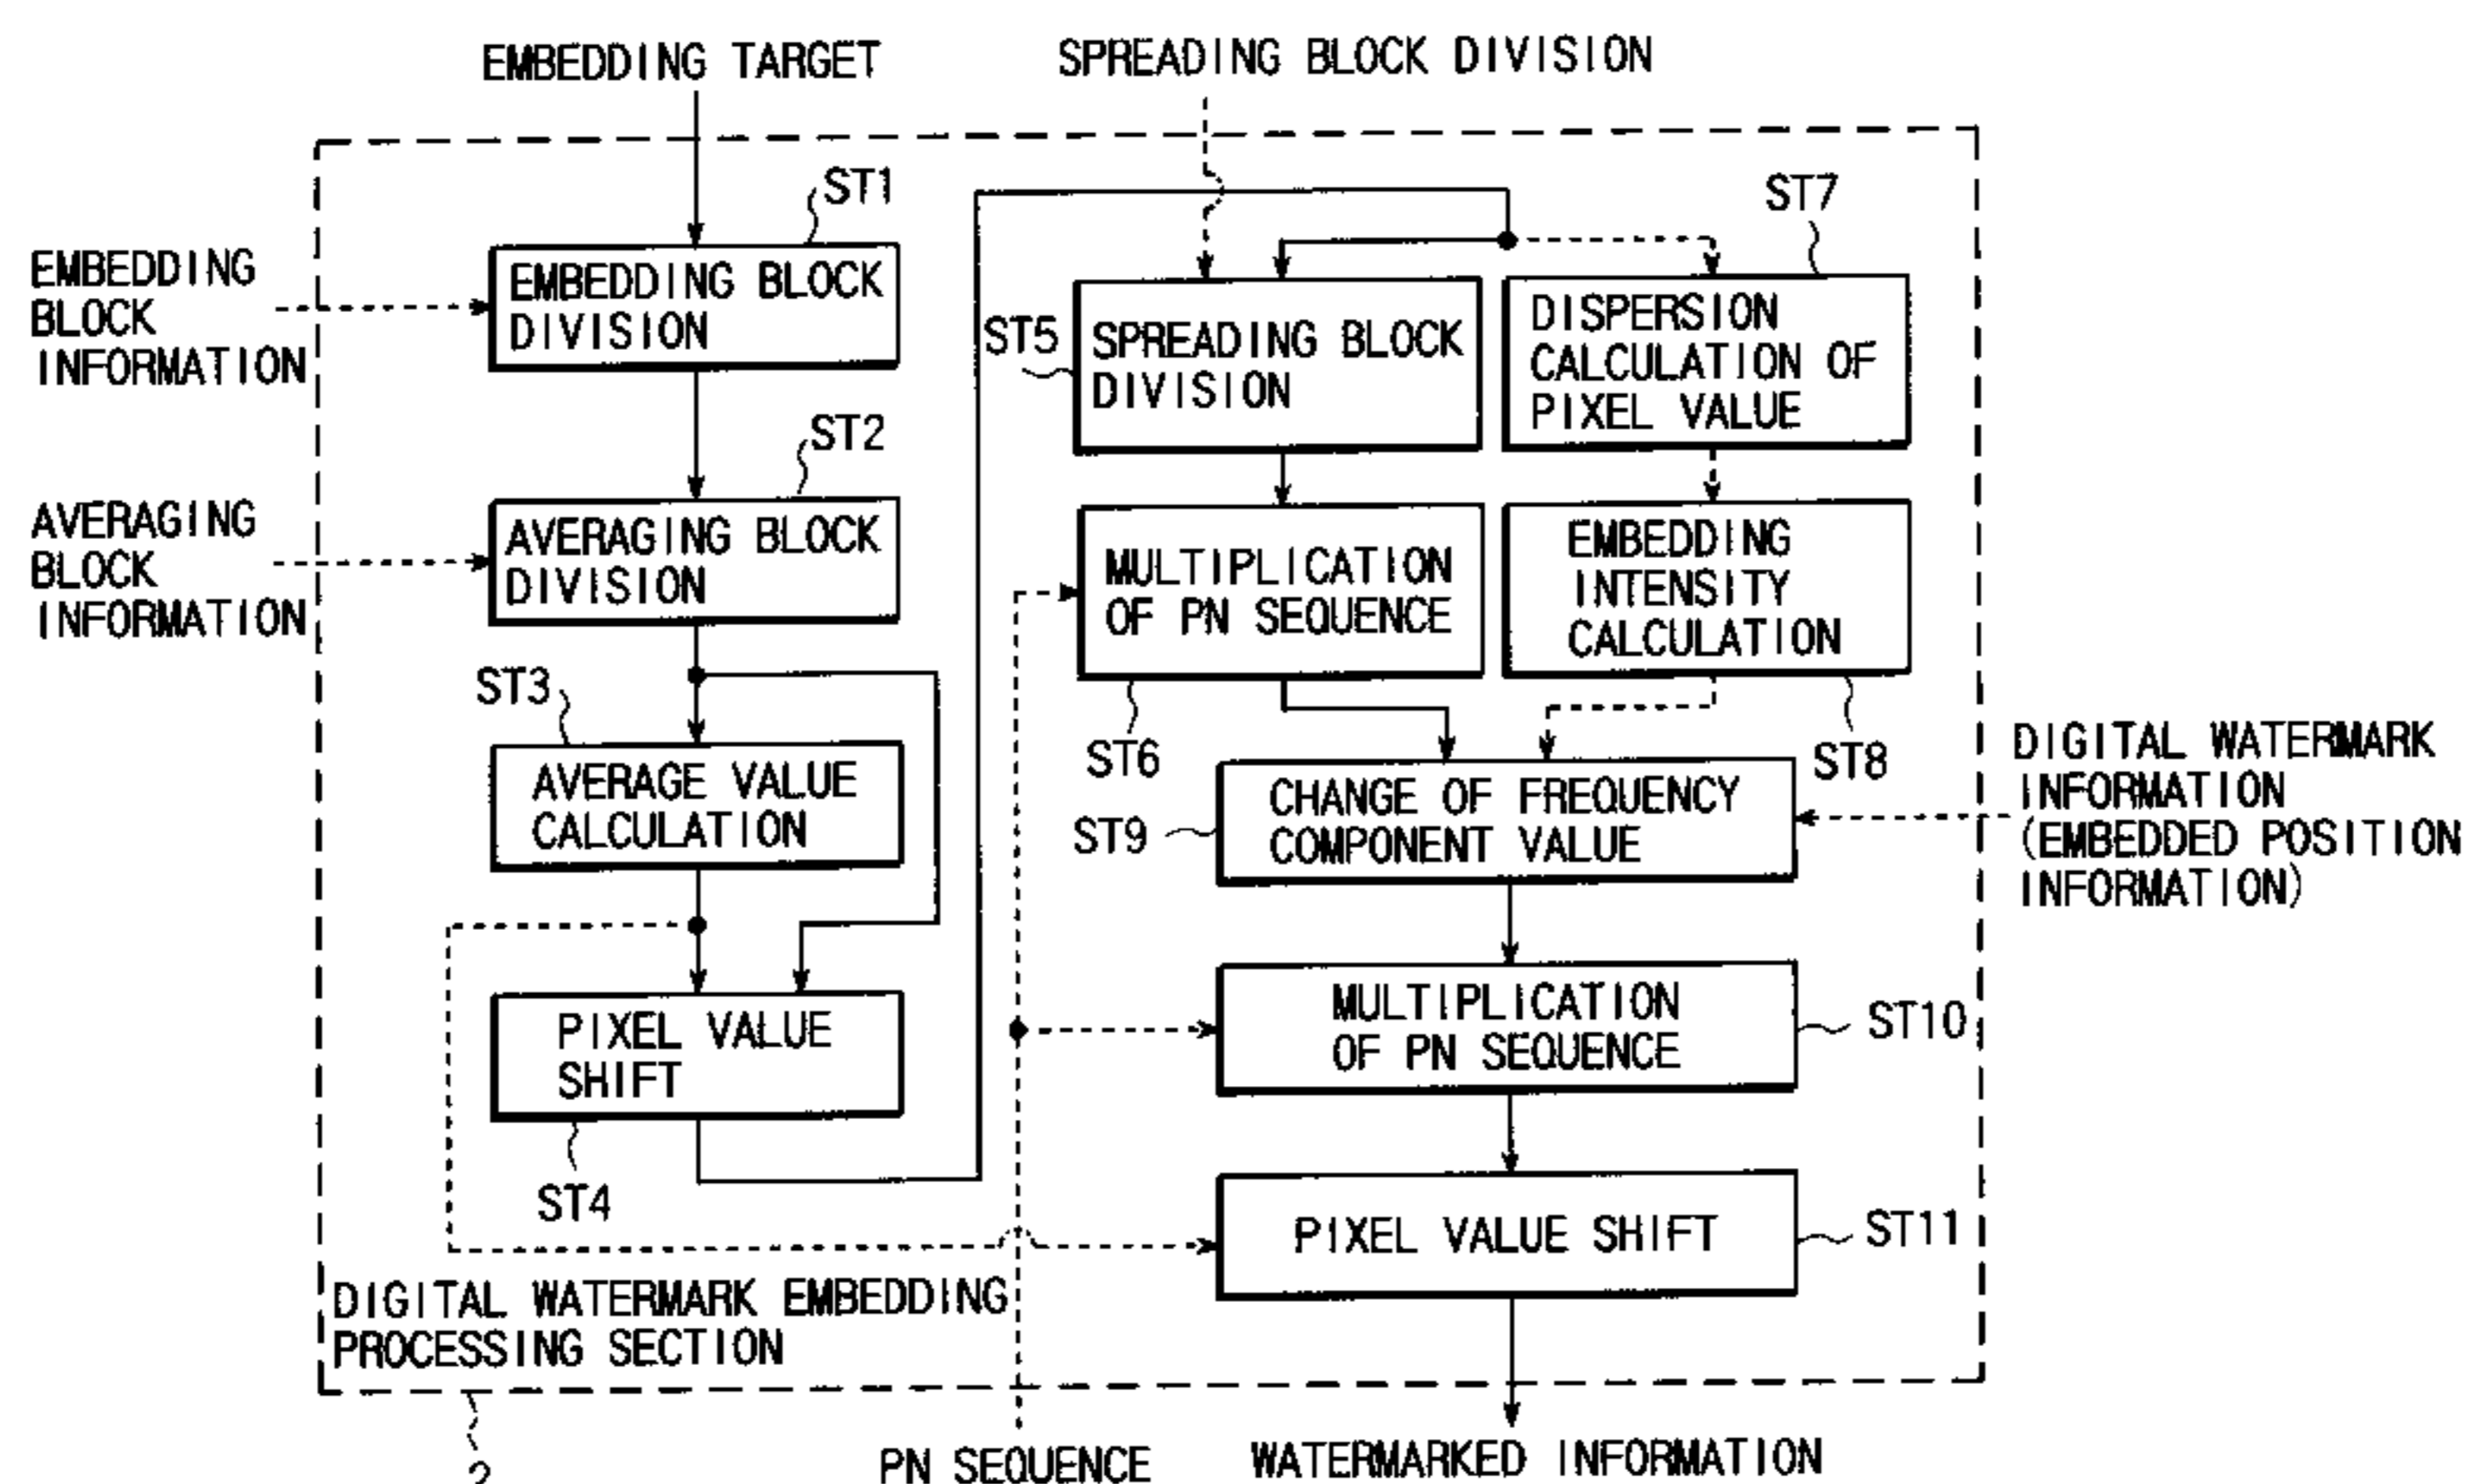 EMBEDDING TARGET
SPREADING BLOCK DIVISION
ST1
EMBEDDING
BLOCK
INFORMATION
EMBEDDING BLOCK
DIVISION
ST2
AVERAGING
BLOCK
INFORMATION
AVERAGING BLOCK
DIVISION
ST3
AVERAGE VALUE
CALCULATION
PIXEL VALUE
SHIFT
ST4
ST5
SPREADING BLOCK
DIVISION
ST7
DISPERSION
CALCULATION OF
PIXEL VALUE
MULTIPLICATION
OF PN SEQUENCE
ST6
EMBEDDING
INTENSITY
CALCULATION
ST8
ST9
CHANGE OF FREQUENCY
COMPONENT VALUE
DIGITAL WATERMARK
INFORMATION
(EMBEDDED POSITION
INFORMATION)
MULTIPLICATION
OF PN SEQUENCE
ST10
PIXEL VALUE SHIFT
ST11
DIGITAL WATERMARK EMBEDDING
PROCESSING SECTION
2
PN SEQUENCE
WATERMARKED INFORMATION